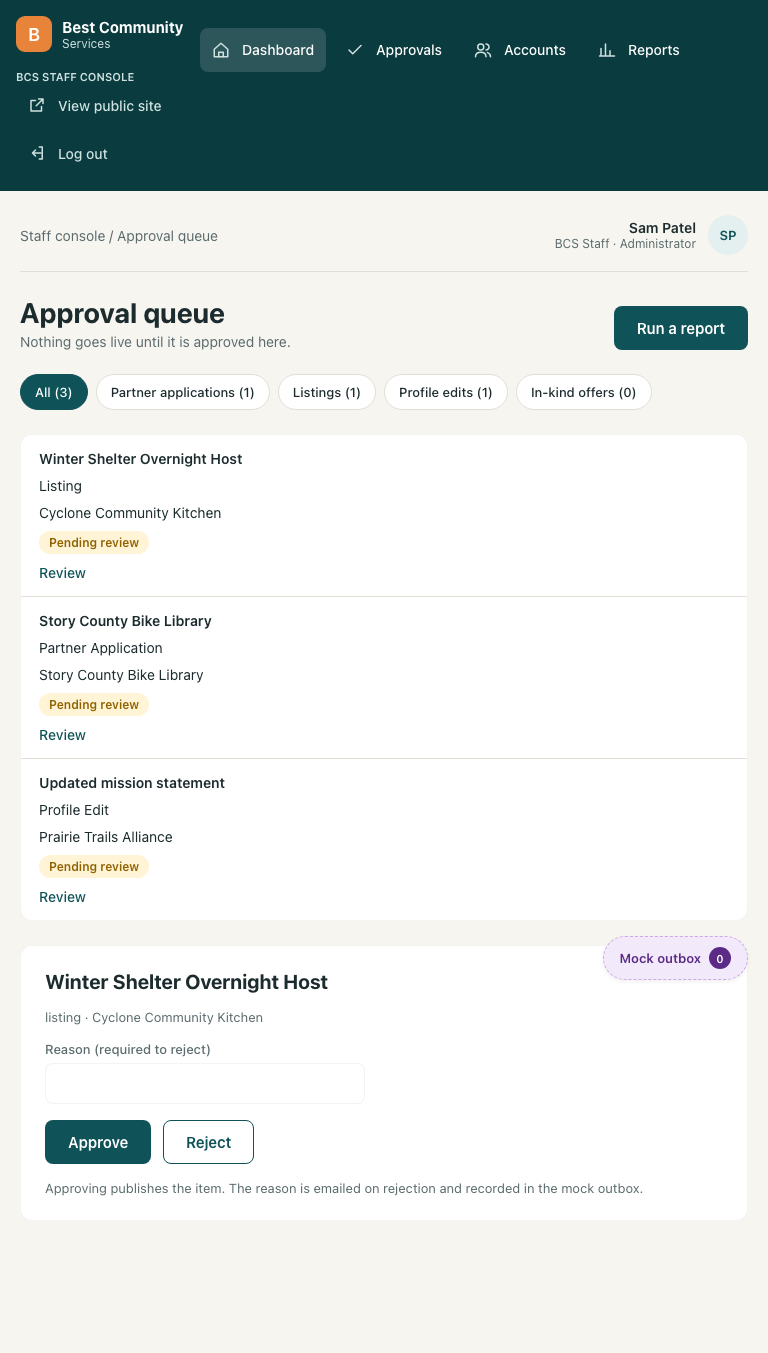 B
Best Community
Services
Dashboard
Approvals
Accounts
Reports
BCS STAFF CONSOLE
View public site
Log out
Staff console / Approval queue
Sam Patel
BCS Staff · Administrator
SP
Approval queue
Nothing goes live until it is approved here.
Run a report
All (3)
Partner applications (1)
Listings (1)
Profile edits (1)
In-kind offers (0)
Winter Shelter Overnight Host
Listing
Cyclone Community Kitchen
Pending review
Review
Story County Bike Library
Partner Application
Story County Bike Library
Pending review
Review
Updated mission statement
Profile Edit
Prairie Trails Alliance
Pending review
Review
Mock outbox 0
Winter Shelter Overnight Host
listing · Cyclone Community Kitchen
Reason (required to reject)
Approve
Reject
Approving publishes the item. The reason is emailed on rejection and recorded in the mock outbox.